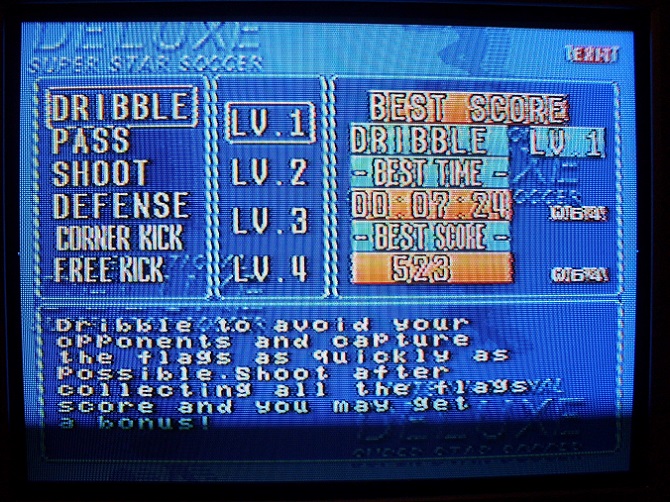 DELUXE
SUPER STAR SOCCER
EXIT
DRIBBLE
PASS
SHOOT
DEFENSE
CORNER KICK
FREE KICK
LV.1
LV.2
LV.3
LV.4
BEST SCORE
DRIBBLE LV.1
- BEST TIME -
00:07:24
- BEST SCORE -
523
Dribble to avoid your
opponents and capture
the flags as quickly as
possible.Shoot after
collecting all the flags
score and you may get
a bonus!
DELUXE
SUPER STAR SOCCER